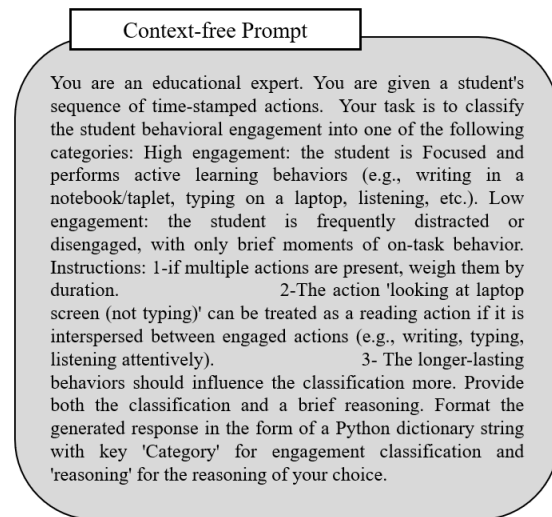 Context-free Prompt
You are an educational expert. You are given a student's
sequence of time-stamped actions. Your task is to classify
the student behavioral engagement into one of the following
categories: High engagement: the student is Focused and
performs active learning behaviors (e.g., writing in a
notebook/taplet, typing on a laptop, listening, etc.). Low
engagement: the student is frequently distracted or
disengaged, with only brief moments of on-task behavior.
Instructions: 1-if multiple actions are present, weigh them by
duration. 2-The action 'looking at laptop
screen (not typing)' can be treated as a reading action if it is
interspersed between engaged actions (e.g., writing, typing,
listening attentively). 3- The longer-lasting
behaviors should influence the classification more. Provide
both the classification and a brief reasoning. Format the
generated response in the form of a Python dictionary string
with key 'Category' for engagement classification and
'reasoning' for the reasoning of your choice.